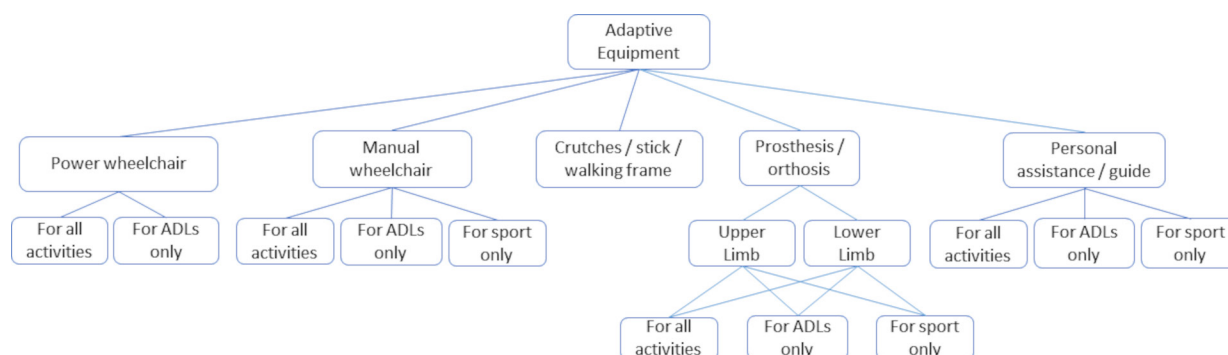 Adaptive
Equipment
Power wheelchair
Manual
wheelchair
Crutches / stick /
walking frame
Prosthesis /
orthosis
Personal
assistance / guide
For all
activities
For ADLs
only
For all
activities
For ADLs
only
For sport
only
Upper
Limb
Lower
Limb
For all
activities
For ADLs
only
For sport
only
For all
activities
For ADLs
only
For sport
only